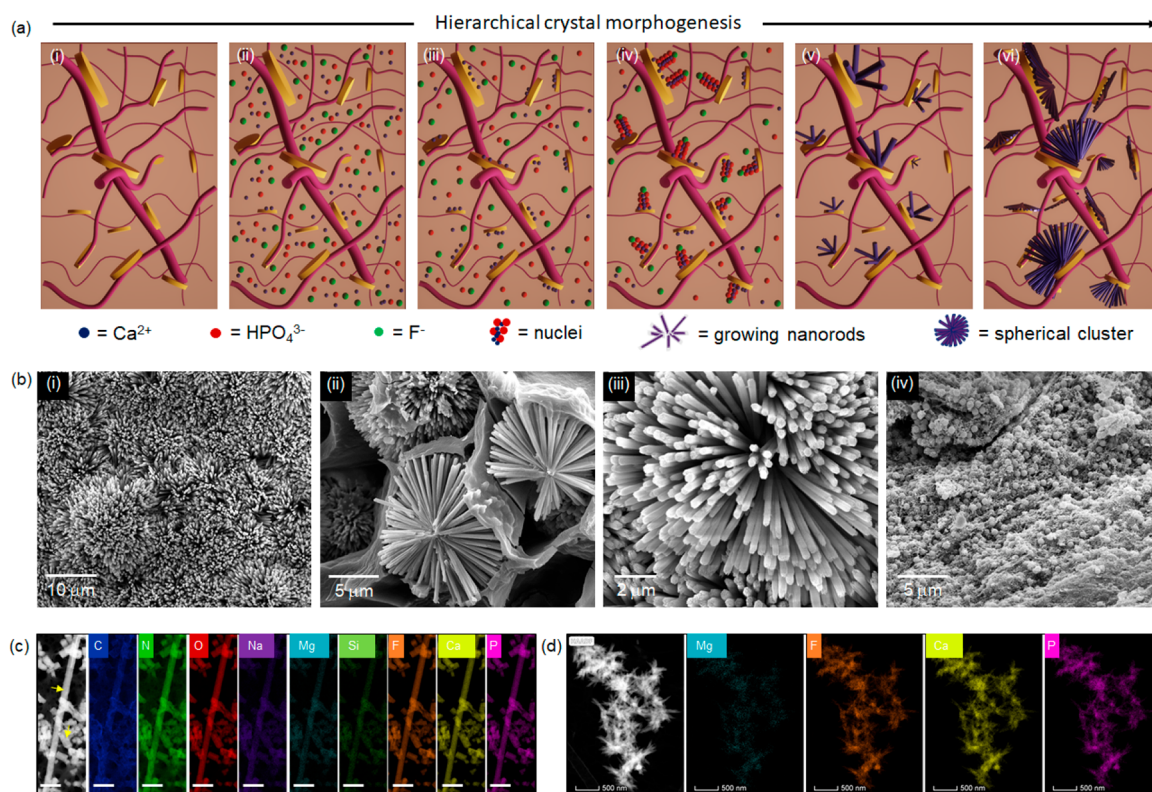 Hierarchical crystal morphogenesis
(a)
(i) (ii) (iii) (iv) (v) (vi)
= Ca2+ = HPO43- = F- = nuclei = growing nanorods = spherical cluster
(b)
(i) (ii) (iii) (iv)
10 μm 5 μm 2 μm 5 μm
(c) C N O Na Mg Si F Ca P
(d) Mg F Ca P
500 nm 500 nm 500 nm 500 nm 500 nm